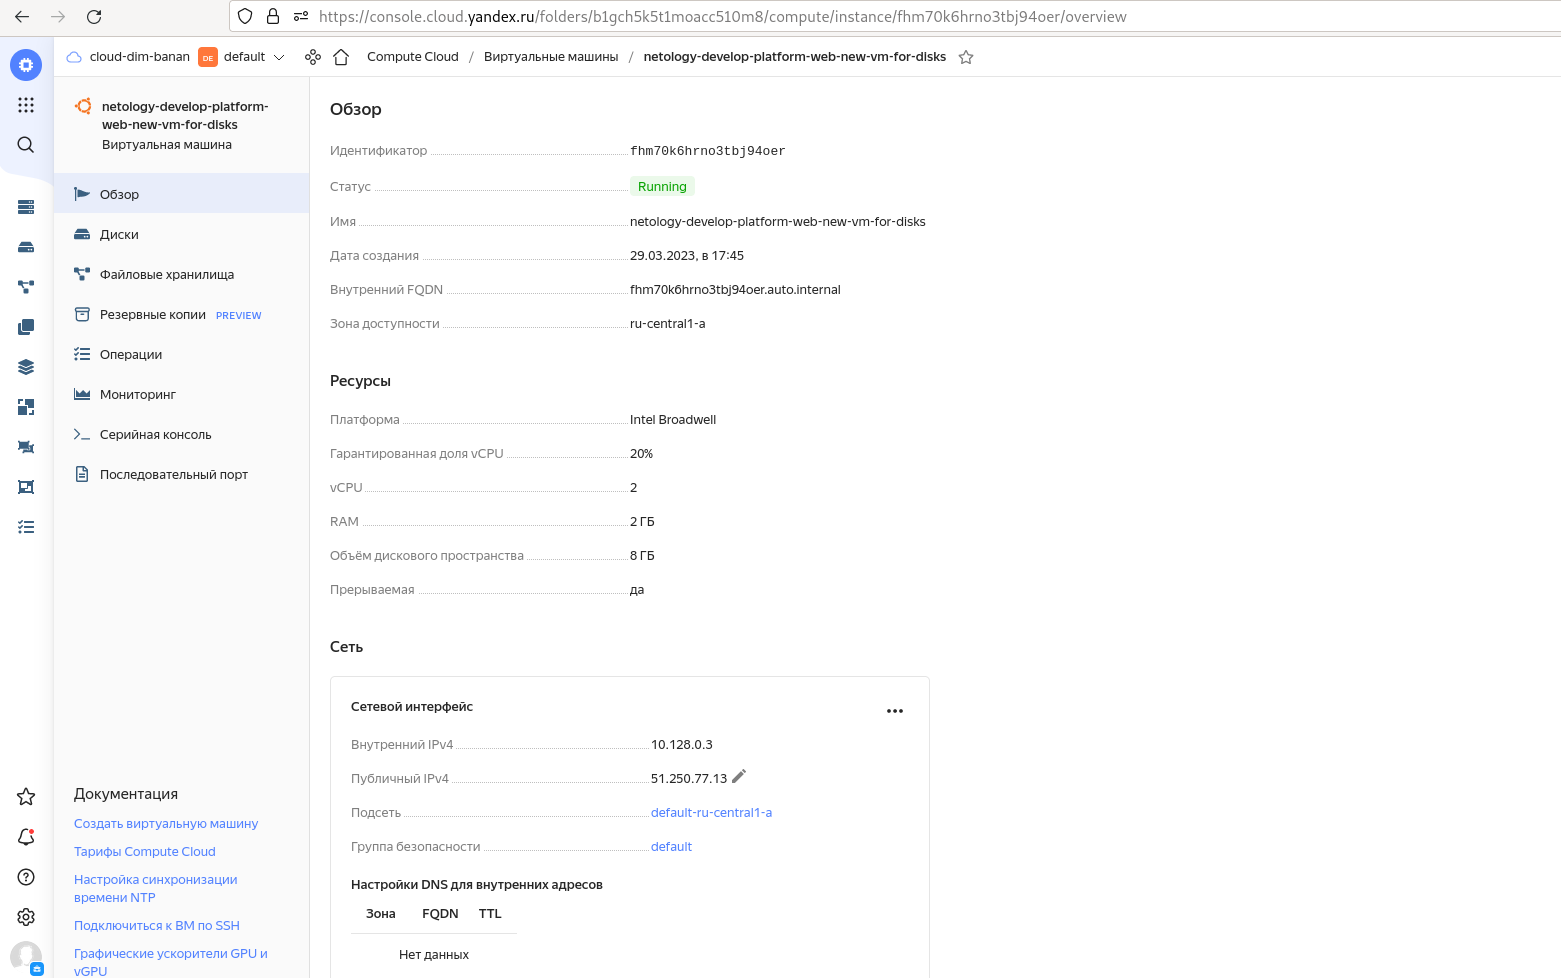 https://console.cloud.yandex.ru/folders/b1gch5k5t1moacc510m8/compute/instance/fhm70k6hrno3tbj94oer/overview
cloud-dim-banan DE default Compute Cloud / Виртуальные машины / netology-develop-platform-web-new-vm-for-disks
netology-develop-platform-
web-new-vm-for-disks
Виртуальная машина
Обзор
Диски
Файловые хранилища
Резервные копии PREVIEW
Операции
Мониторинг
Серийная консоль
Последовательный порт
Документация
Создать виртуальную машину
Тарифы Compute Cloud
Настройка синхронизации
времени NTP
Подключиться к ВМ по SSH
Графические ускорители GPU и
vGPU
Обзор
Идентификатор fhm70k6hrno3tbj94oer
Статус Running
Имя netology-develop-platform-web-new-vm-for-disks
Дата создания 29.03.2023, в 17:45
Внутренний FQDN fhm70k6hrno3tbj94oer.auto.internal
Зона доступности ru-central1-a
Ресурсы
Платформа Intel Broadwell
Гарантированная доля vCPU 20%
vCPU 2
RAM 2 ГБ
Объём дискового пространства 8 ГБ
Прерываемая да
Сеть
Сетевой интерфейс
Внутренний IPv4 10.128.0.3
Публичный IPv4 51.250.77.13
Подсеть default-ru-central1-a
Группа безопасности default
Настройки DNS для внутренних адресов
Зона FQDN TTL
Нет данных